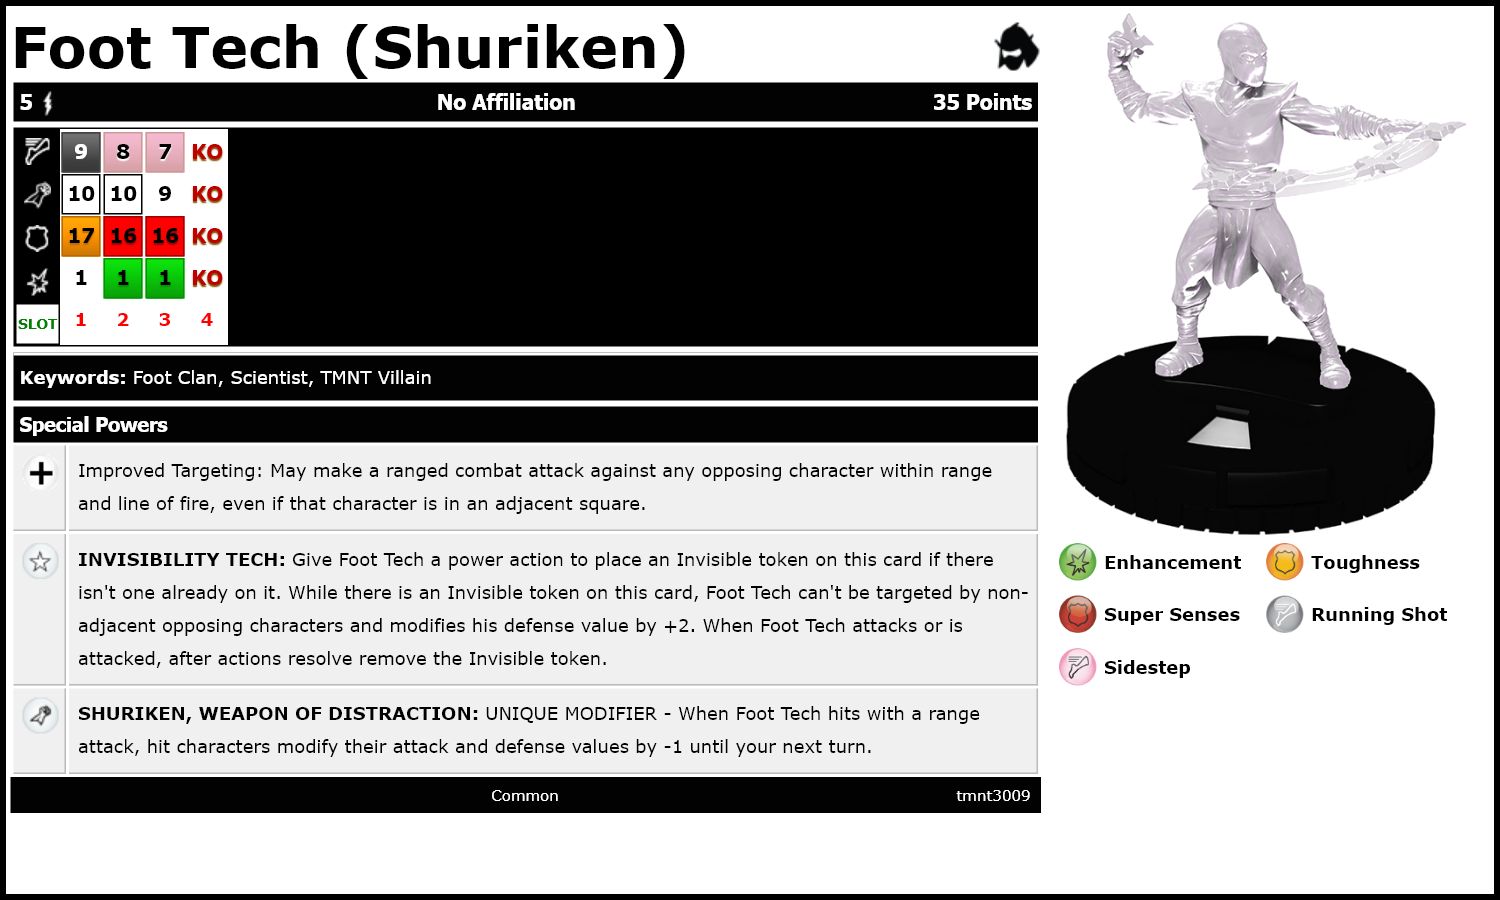 Foot Tech (Shuriken)
5 No Affiliation 35 Points
9 8 7 KO
10 10 9 KO
17 16 16 KO
1 1 1 KO
SLOT 1 2 3 4
Keywords: Foot Clan, Scientist, TMNT Villain
Special Powers
Improved Targeting: May make a ranged combat attack against any opposing character within range
and line of fire, even if that character is in an adjacent square.
INVISIBILITY TECH: Give Foot Tech a power action to place an Invisible token on this card if there
isn't one already on it. While there is an Invisible token on this card, Foot Tech can't be targeted by non-
adjacent opposing characters and modifies his defense value by +2. When Foot Tech attacks or is
attacked, after actions resolve remove the Invisible token.
SHURIKEN, WEAPON OF DISTRACTION: UNIQUE MODIFIER - When Foot Tech hits with a range
attack, hit characters modify their attack and defense values by -1 until your next turn.
Common tmnt3009
Enhancement Toughness
Super Senses Running Shot
Sidestep